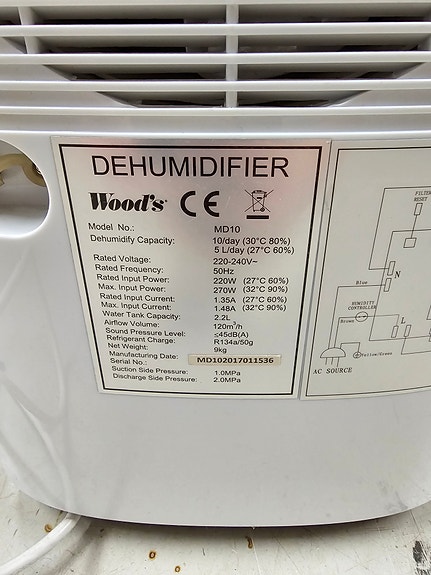 DEHUMIDIFIER
Wood's CE
Model No.: MD10
Dehumidify Capacity: 10/day (30°C 80%)
5 L/day (27°C 60%)
Rated Voltage: 220-240V~
Rated Frequency: 50Hz
Rated Input Power: 220W (27°C 60%)
Max. Input Power: 270W (32°C 90%)
Rated Input Current: 1.35A (27°C 60%)
Max. Input Current: 1.48A (32°C 90%)
Water Tank Capacity: 2.2L
Airflow Volume: 120m³/h
Sound Pressure Level: ≤45dB(A)
Refrigerant Charge: R134a/50g
Net Weight: 9kg
Manufacturing Date:
Serial No.: MD102017011536
Suction Side Pressure: 1.0MPa
Discharge Side Pressure: 2.0MPa
FILTER
RESET
N
Blue
HUMIDITY
CONTROLLER
Brown
L
Yellow/Green
AC SOURCE